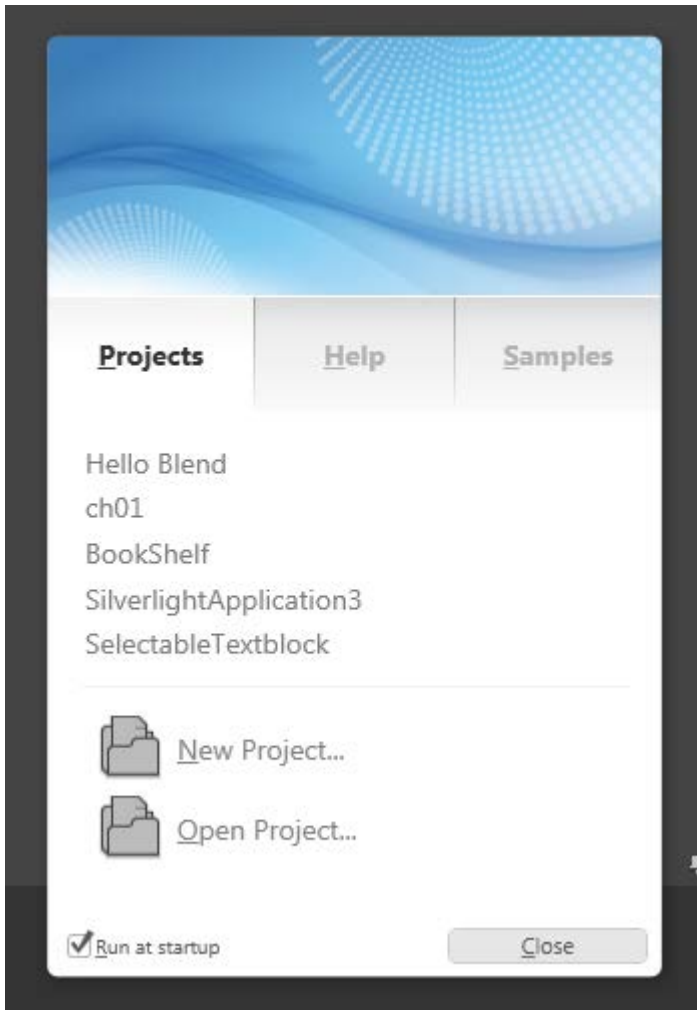 Projects Help Samples
Hello Blend
ch01
BookShelf
SilverlightApplication3
SelectableTextblock
New Project...
Open Project...
Run at startup Close